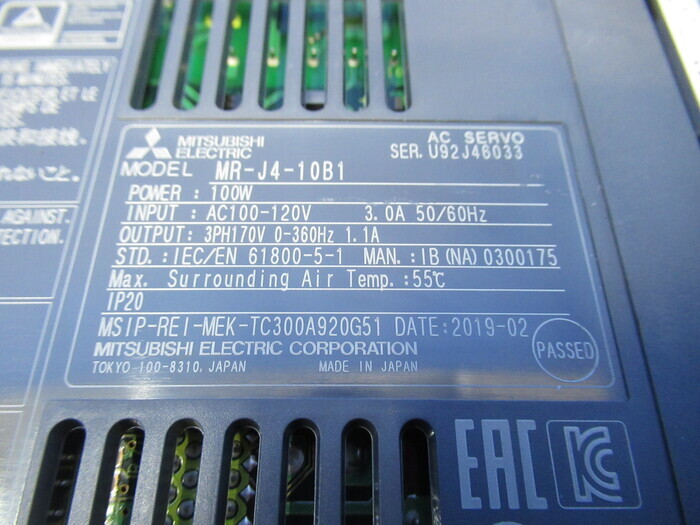 IMMEDIATELY
ET LE
AGAINST.
MITSUBISHI
ELECTRIC
AC SERVO
SER. U92J46033
MODEL MR-J4-10B1
POWER : 100W
INPUT : AC100-120V 3.0A 50/60Hz
OUTPUT: 3PH170V 0-360Hz 1.1A
STD.: IEC/EN 61800-5-1 MAN.: IB(NA)0300175
Max. Surrounding Air Temp.:55℃
IP20
MSIP-REI-MEK-TC300A920G51 DATE:2019-02
MITSUBISHI ELECTRIC CORPORATION
TOKYO 100-8310, JAPAN MADE IN JAPAN
PASSED
EAC